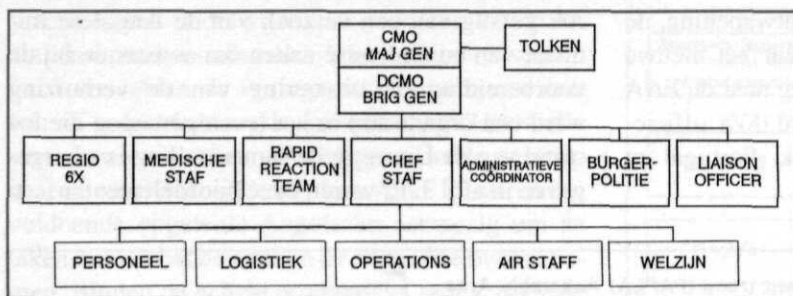 CMO
MAJ GEN
TOLKEN
DCMO
BRIG GEN
REGIO
6X
MEDISCHE
STAF
RAPID
REACTION
TEAM
CHEF
STAF
COÖRDINATOR
BURGER-
POLITIE
LIAISON
OFFICER
PERSONEEL
LOGISTIEK
OPERATIONS
AIR STAFF
WELZIJN